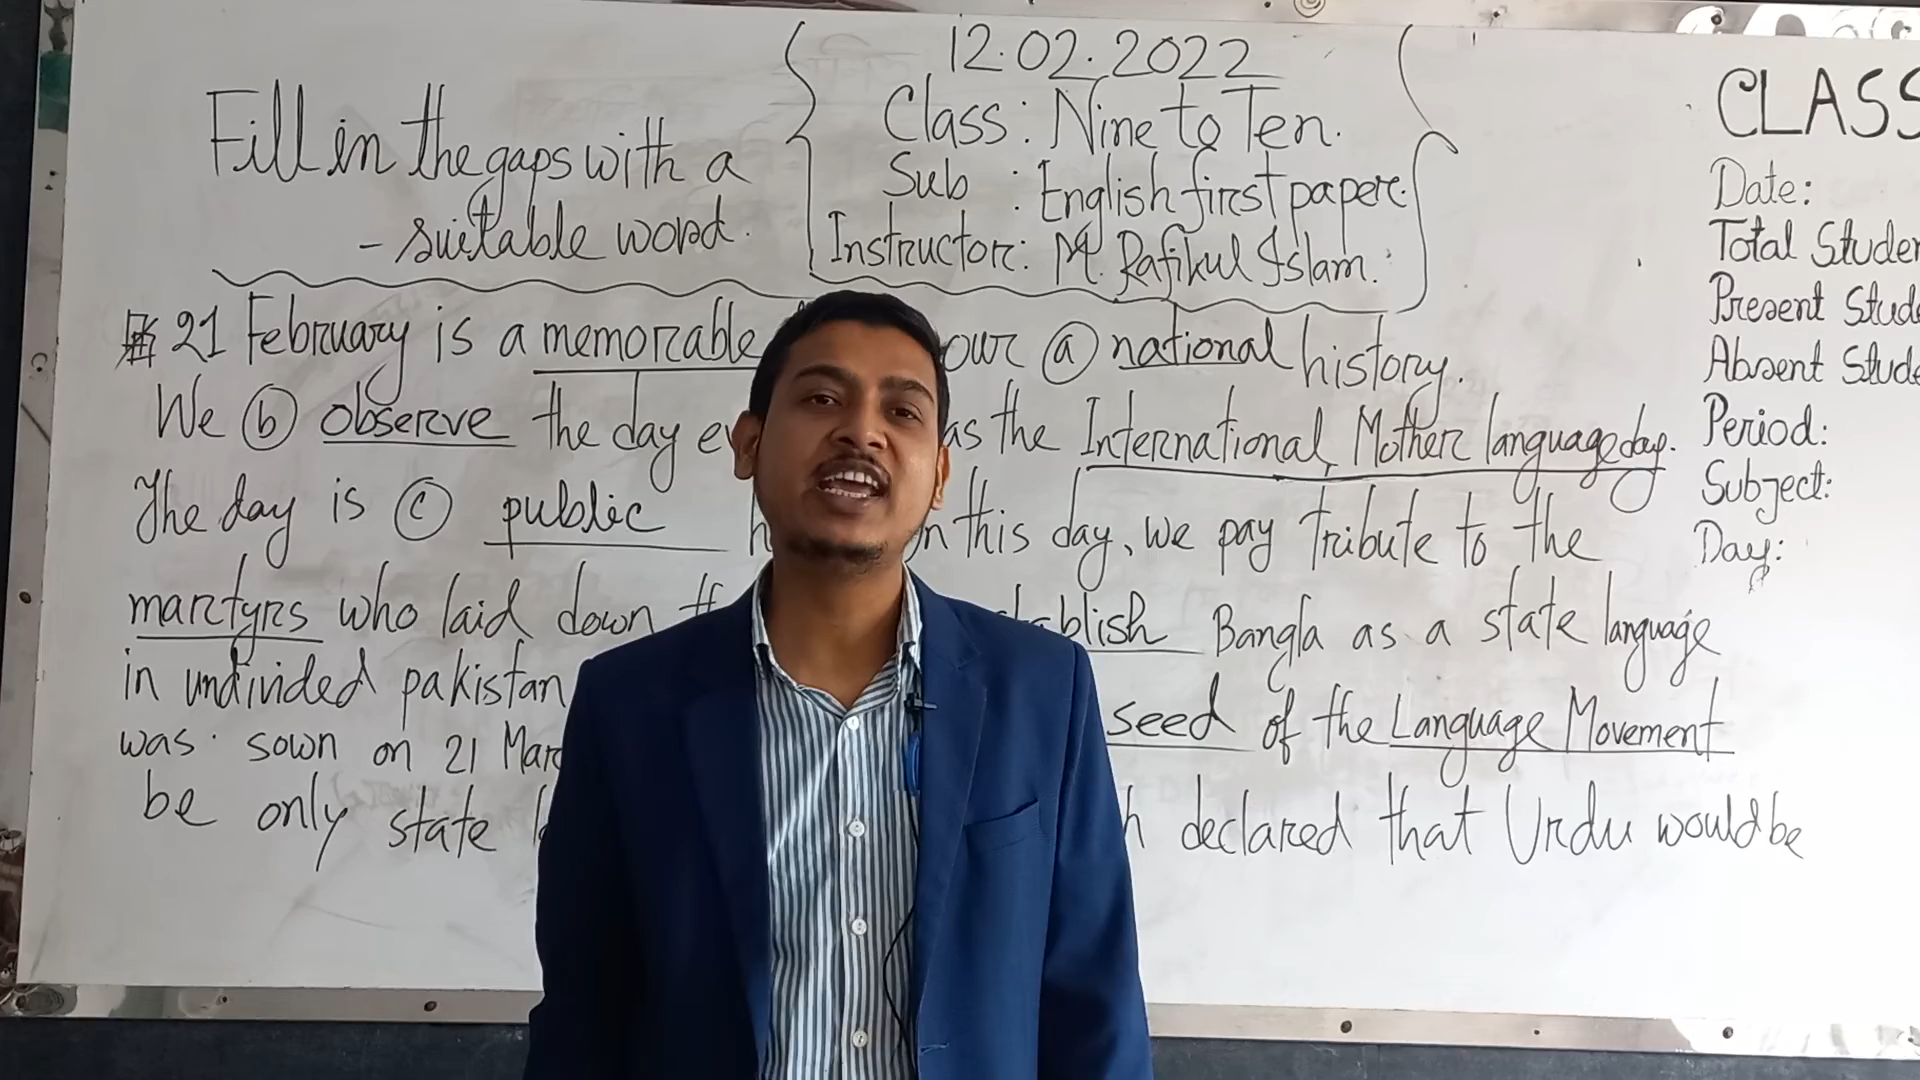 12.02.2022
Fill in the gaps with a
- suitable word.
Class: Nine to Ten.
Sub : English first paper.
Instructor: M. Rafikul Islam.
21 February is a memorable our (a) national history.
We (b) observe the day as the International Mother language day.
The day is (c) public this day, we pay tribute to the
martyrs who laid down Bangla as a state language
in undivided pakistan seed of the Language Movement
was sown on 21
be only state declared that Urdu would be
CLASS
Date:
Total
Present
Absent
Period:
Subject:
Day: